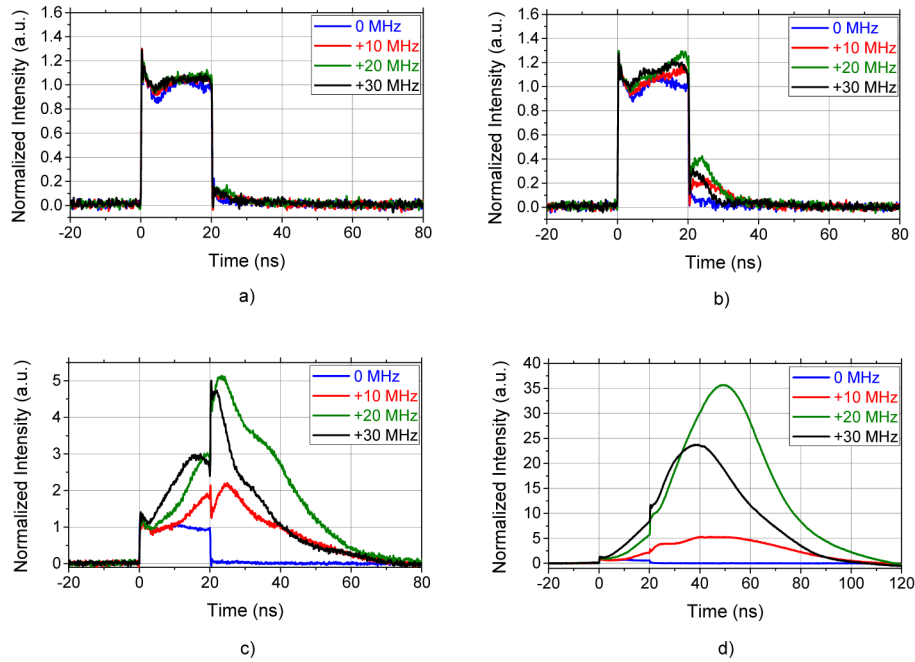 Normalized Intensity (a.u.)
1.6
1.4
1.2
1.0
0.8
0.6
0.4
0.2
0.0
-20 0 20 40 60 80
Time (ns)
0 MHz
+10 MHz
+20 MHz
+30 MHz
a)
Normalized Intensity (a.u.)
1.6
1.4
1.2
1.0
0.8
0.6
0.4
0.2
0.0
-20 0 20 40 60 80
Time (ns)
0 MHz
+10 MHz
+20 MHz
+30 MHz
b)
Normalized Intensity (a.u.)
5
4
3
2
1
0
-20 0 20 40 60 80
Time (ns)
0 MHz
+10 MHz
+20 MHz
+30 MHz
c)
Normalized Intensity (a.u.)
40
35
30
25
20
15
10
5
0
-20 0 20 40 60 80 100 120
Time (ns)
0 MHz
+10 MHz
+20 MHz
+30 MHz
d)